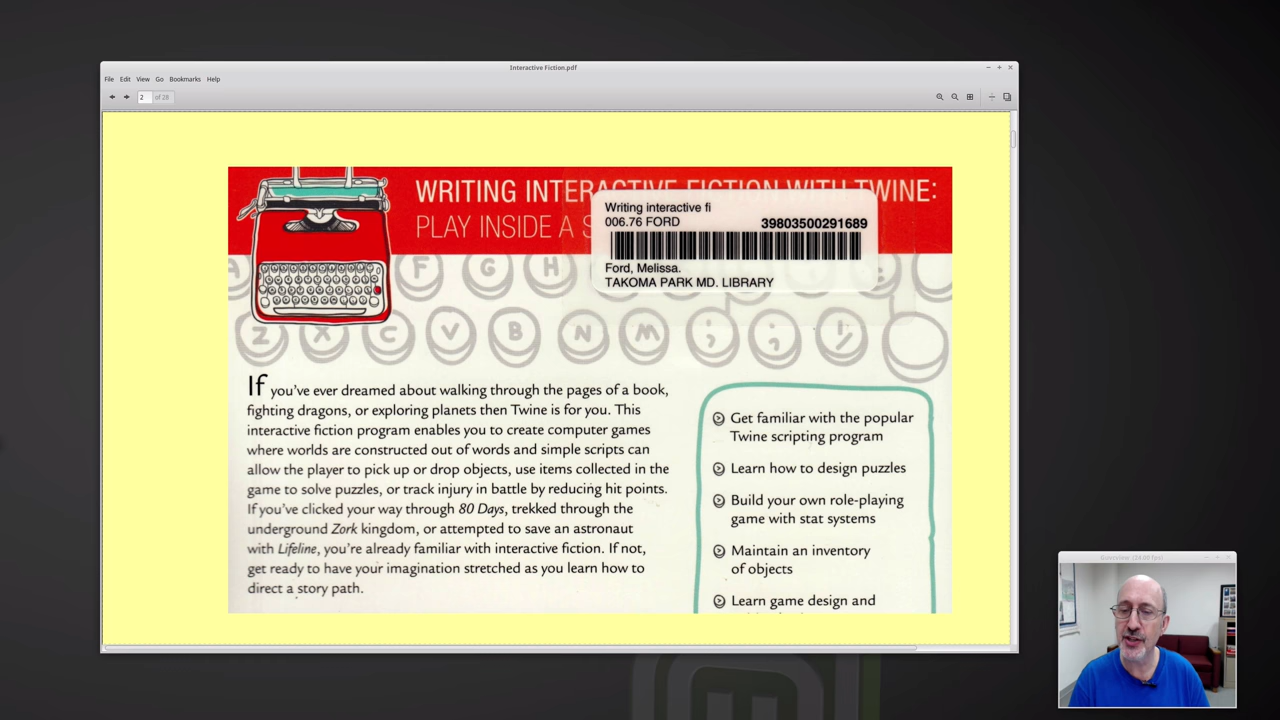 Interactive Fiction.pdf
File Edit View Go Bookmarks Help
2 of 28
WRITING INTERACTIVE FICTION WITH TWINE:
PLAY INSIDE A S
Writing interactive fi
006.76 FORD 39803500291689
Ford, Melissa.
TAKOMA PARK MD. LIBRARY
F G H
Z X C V B N M ; ; /
If you've ever dreamed about walking through the pages of a book,
fighting dragons, or exploring planets then Twine is for you. This
interactive fiction program enables you to create computer games
where worlds are constructed out of words and simple scripts can
allow the player to pick up or drop objects, use items collected in the
game to solve puzzles, or track injury in battle by reducing hit points.
If you've clicked your way through 80 Days, trekked through the
underground Zork kingdom, or attempted to save an astronaut
with Lifeline, you're already familiar with interactive fiction. If not,
get ready to have your imagination stretched as you learn how to
direct a story path.
Get familiar with the popular
Twine scripting program
Learn how to design puzzles
Build your own role-playing
game with stat systems
Maintain an inventory
of objects
Learn game design and